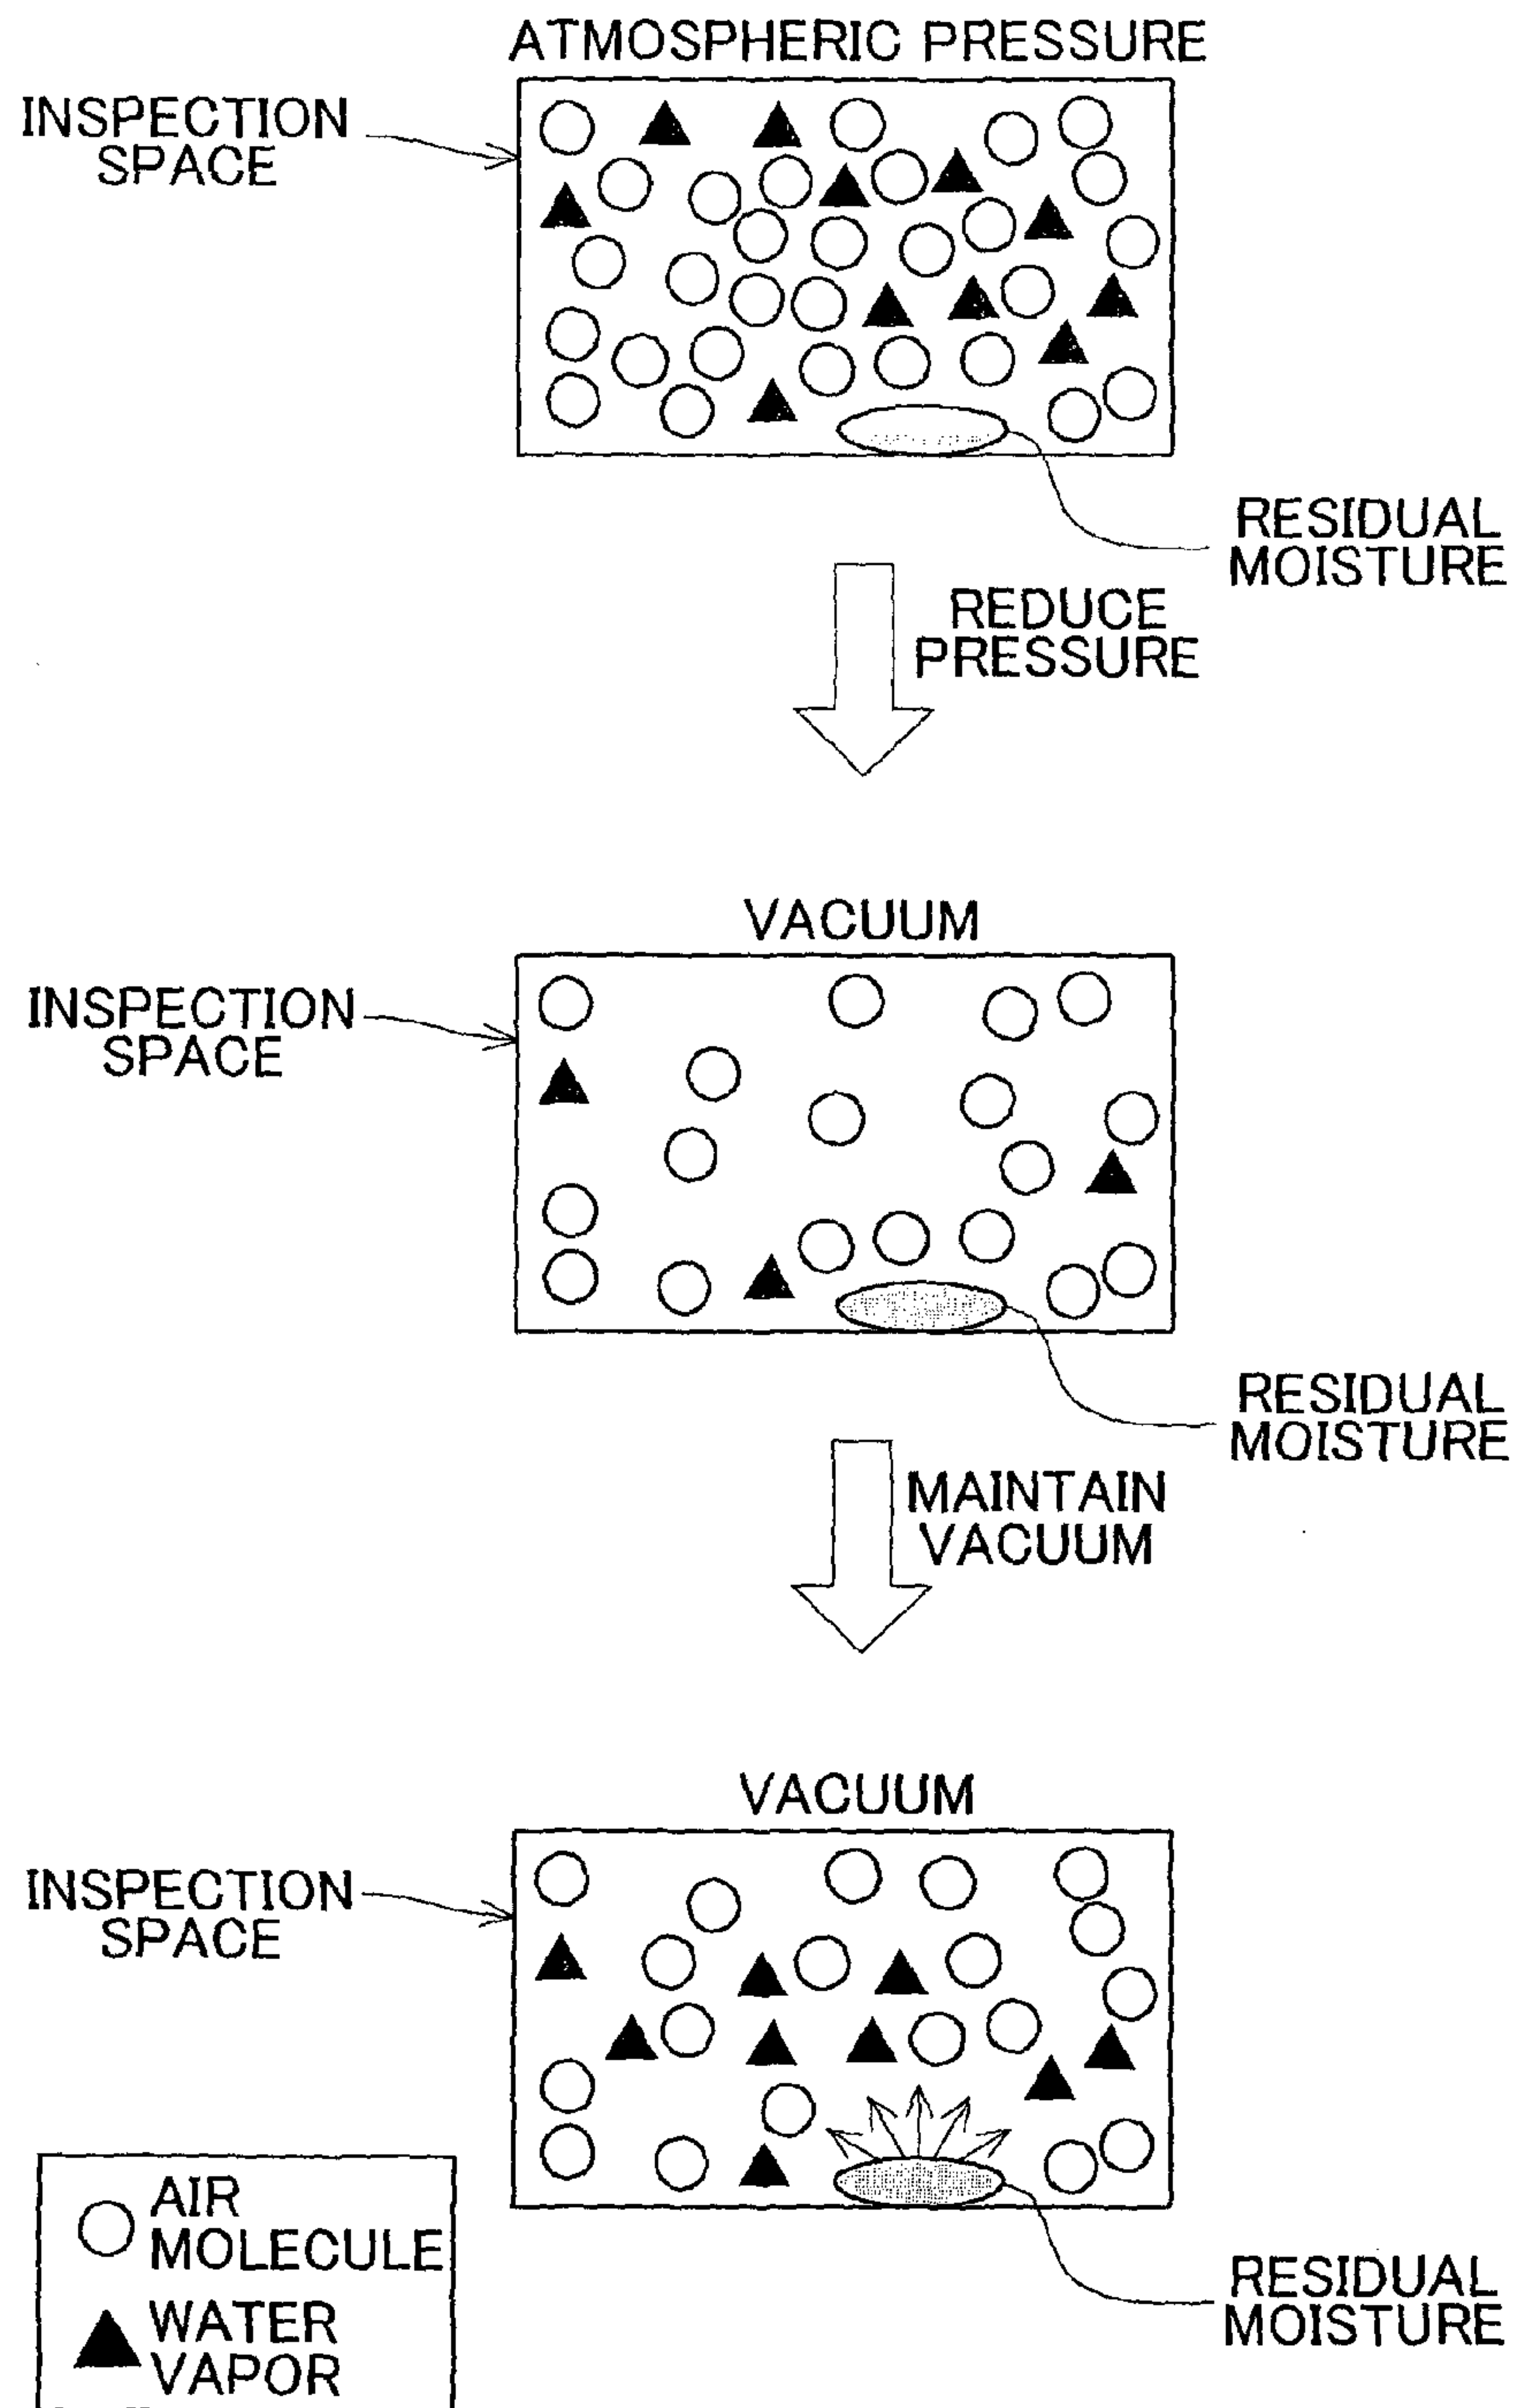 ATMOSPHERIC PRESSURE
INSPECTION
SPACE
RESIDUAL
MOISTURE
REDUCE
PRESSURE
VACUUM
INSPECTION
SPACE
RESIDUAL
MOISTURE
MAINTAIN
VACUUM
VACUUM
INSPECTION
SPACE
AIR
MOLECULE
WATER
VAPOR
RESIDUAL
MOISTURE